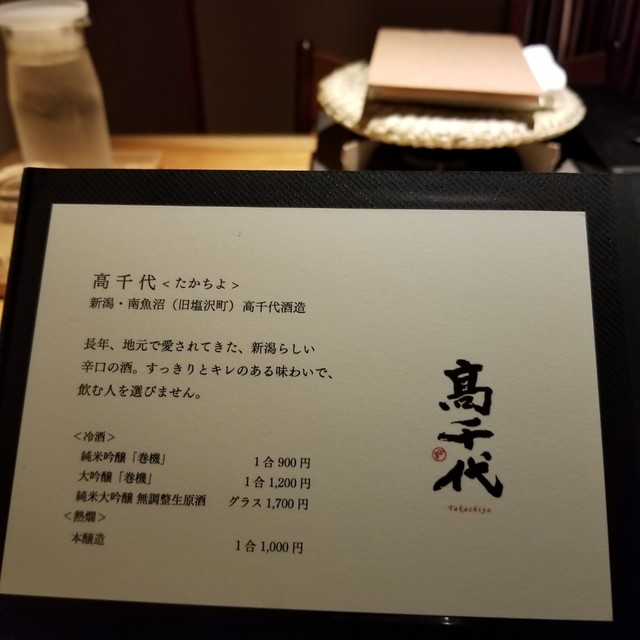 高千代＜たかちよ＞
新潟・南魚沼（旧塩沢町）高千代酒造
長年、地元で愛されてきた、新潟らしい
辛口の酒。すっきりとキレのある味わいで、
飲む人を選びません。
＜冷酒＞
純米吟醸「巻機」 1合900円
大吟醸「巻機」 1合1,200円
純米大吟醸 無調整生原酒 グラス1,700円
＜熱燗＞
本醸造 1合1,000円
髙千代
Takachiyo